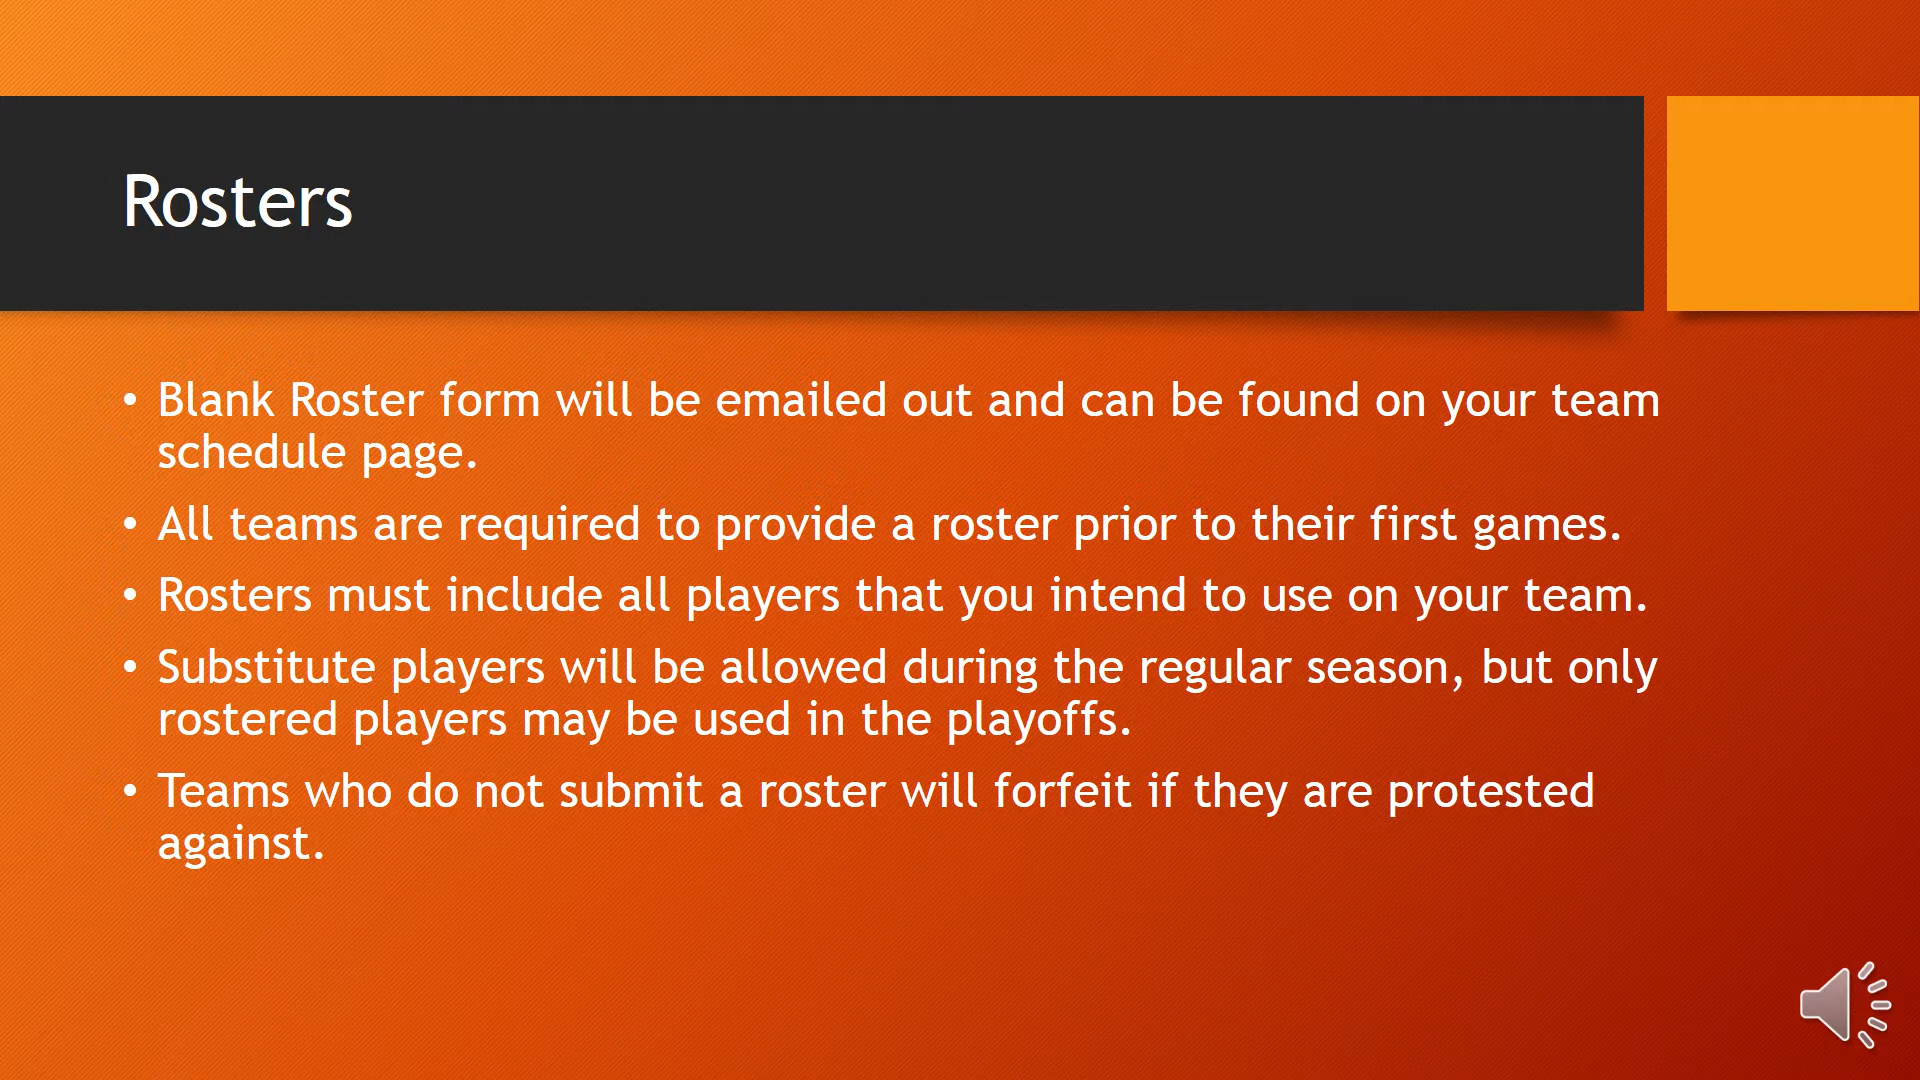 Rosters
• Blank Roster form will be emailed out and can be found on your team
schedule page.
• All teams are required to provide a roster prior to their first games.
• Rosters must include all players that you intend to use on your team.
• Substitute players will be allowed during the regular season, but only
rostered players may be used in the playoffs.
• Teams who do not submit a roster will forfeit if they are protested
against.